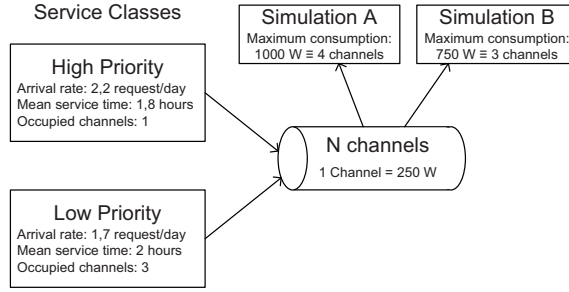 Service Classes
High Priority
Arrival rate: 2,2 request/day
Mean service time: 1,8 hours
Occupied channels: 1
Low Priority
Arrival rate: 1,7 request/day
Mean service time: 2 hours
Occupied channels: 3
Simulation A
Maximum consumption:
1000 W ≡ 4 channels
Simulation B
Maximum consumption:
750 W ≡ 3 channels
N channels
1 Channel = 250 W